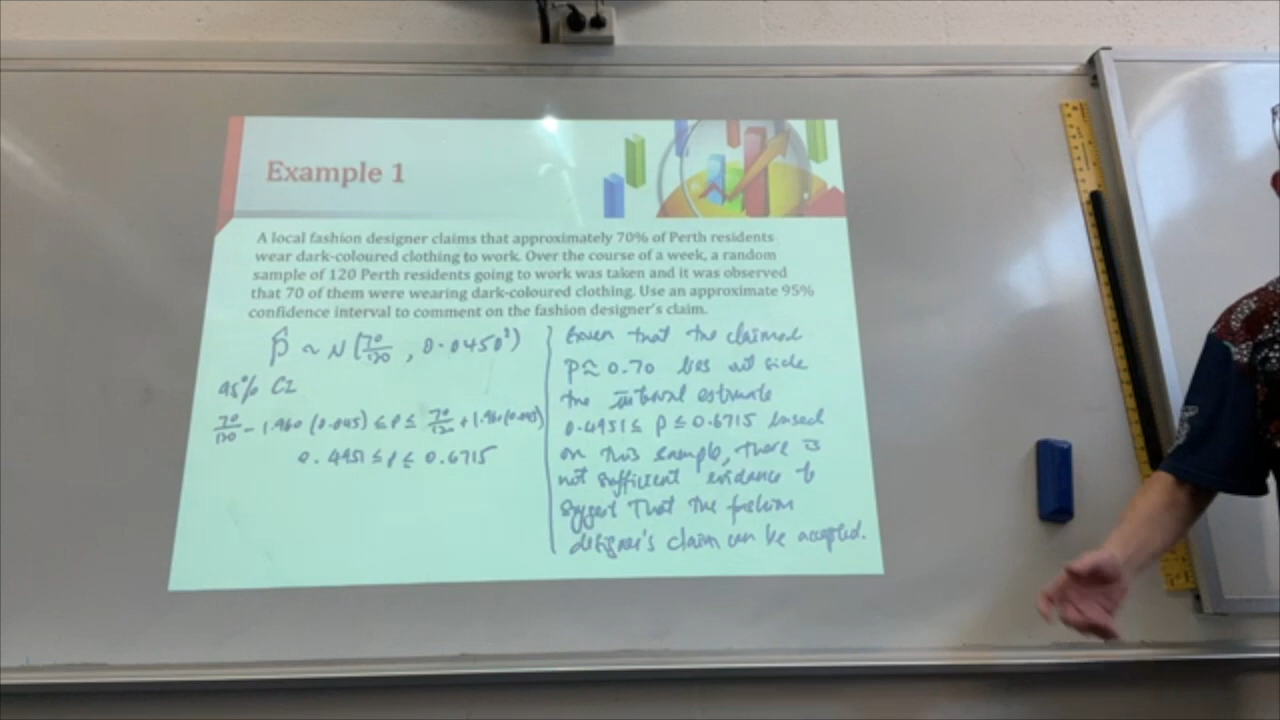 Example 1
A local fashion designer claims that approximately 70% of Perth residents
wear dark-coloured clothing to work. Over the course of a week, a random
sample of 120 Perth residents going to work was taken and it was observed
that 70 of them were wearing dark-coloured clothing. Use an approximate 95%
confidence interval to comment on the fashion designer's claim.
p̂ ~ N(70/120, 0.0450²)
95% CI
70/120 - 1.960 (0.045) ≤ p ≤ 70/120 + 1.960(0.045)
0.4951 ≤ p ≤ 0.6715
Given that the claimed
p ≈ 0.70 lies out side
the interval estimate
0.4951 ≤ p ≤ 0.6715 based
on this sample, there is
not sufficient evidence to
suggest that the fashion
designer's claim can be accepted.